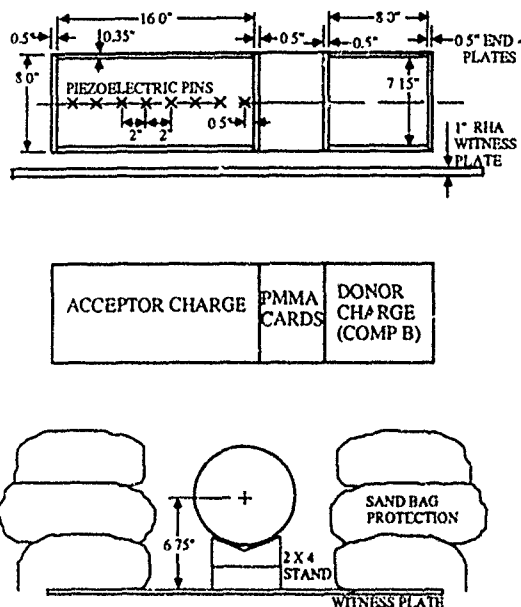 16 0" 8 0"
0.5" 0.35" 0.5" 0.5" 0 5" END
PLATES
8 0"
PIEZOELECTRIC PINS
7 15"
2" 2" 0 5"
1" RHA
WITNESS
PLATE
ACCEPTOR CHARGE
PMMA
CARDS
DONOR
CHARGE
(COMP B)
SAND BAG
PROTECTION
6 75"
2 X 4
STAND
WITNESS PLATE